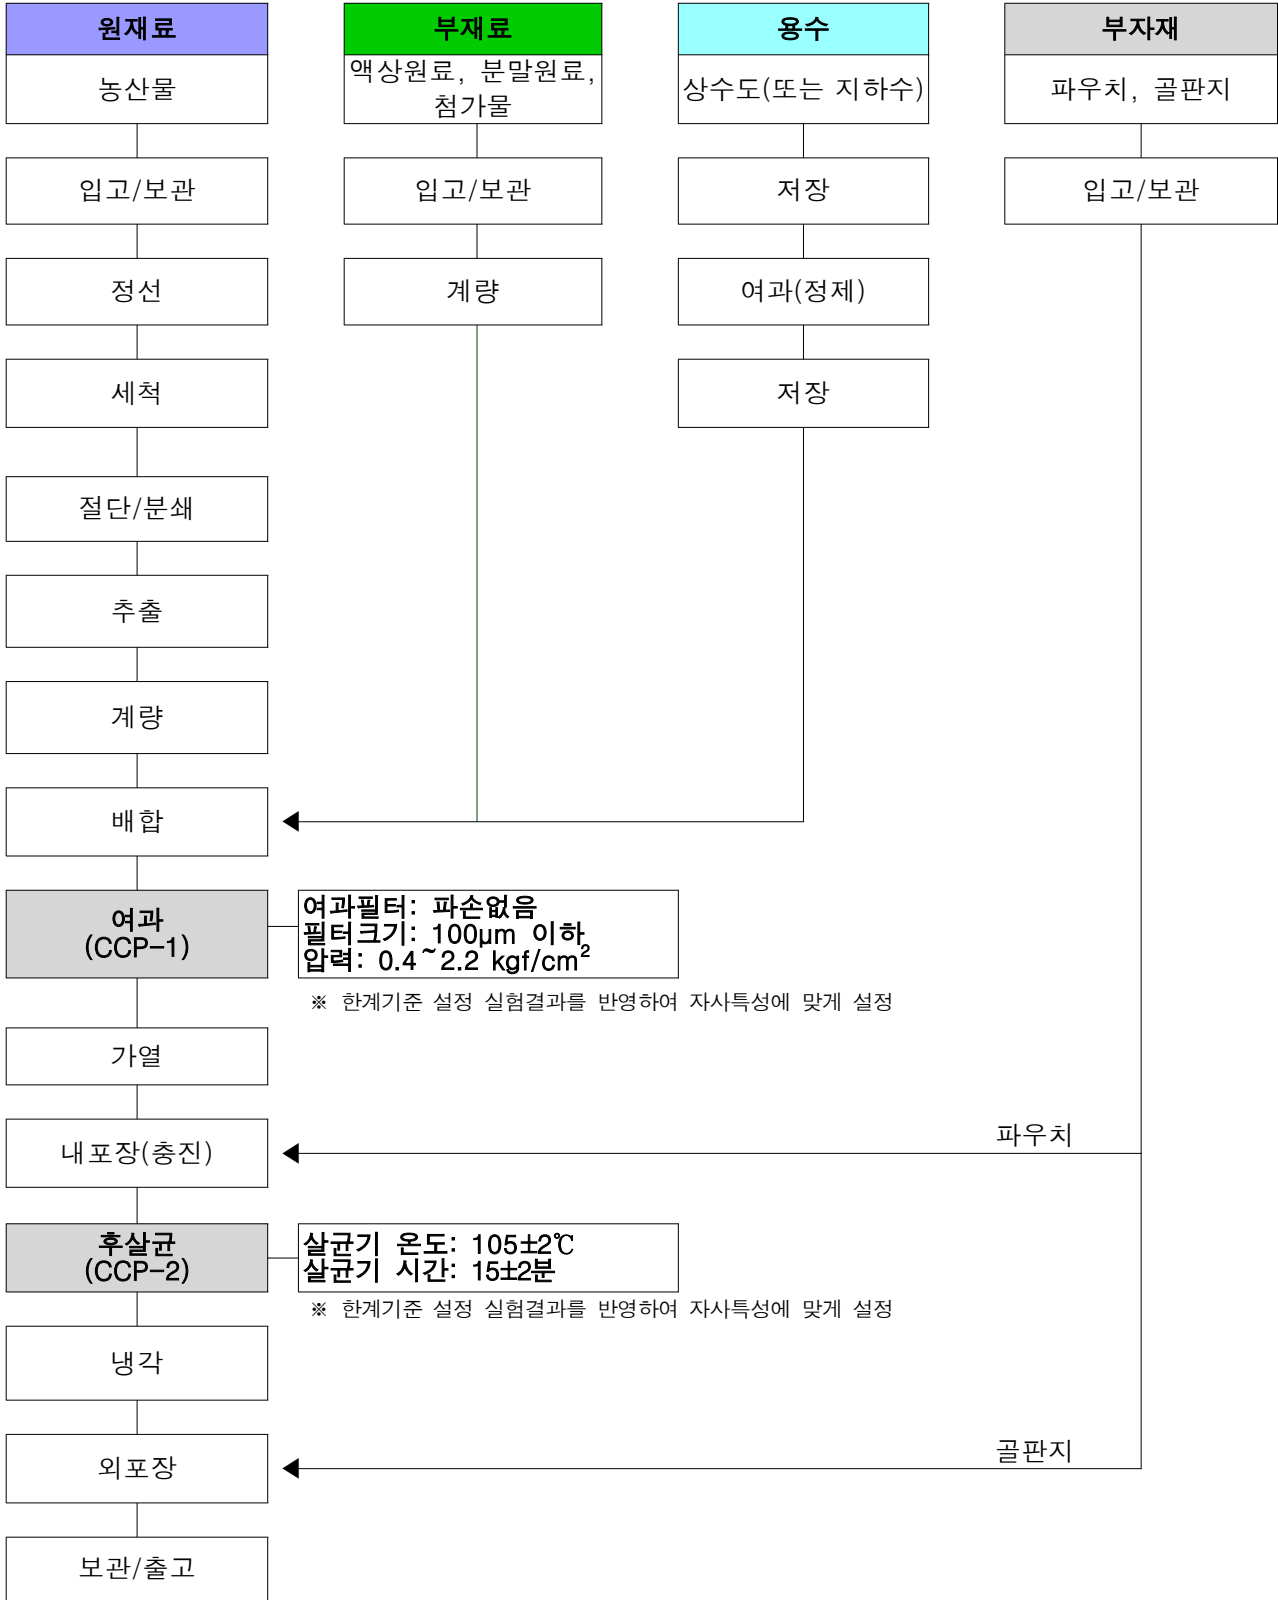 원재료
부재료
용수
부자재
농산물
액상원료, 분말원료,
첨가물
상수도(또는 지하수)
파우치, 골판지
입고/보관
입고/보관
저장
입고/보관
정선
계량
여과(정제)
세척
저장
절단/분쇄
추출
계량
배합
여과
(CCP-1)
여과필터: 파손없음
필터크기: 100μm 이하
압력: 0.4~2.2 kgf/cm²
※ 한계기준 설정 실험결과를 반영하여 자사특성에 맞게 설정
가열
내포장(충진)
파우치
후살균
(CCP-2)
살균기 온도: 105±2℃
살균기 시간: 15±2분
※ 한계기준 설정 실험결과를 반영하여 자사특성에 맞게 설정
냉각
외포장
골판지
보관/출고